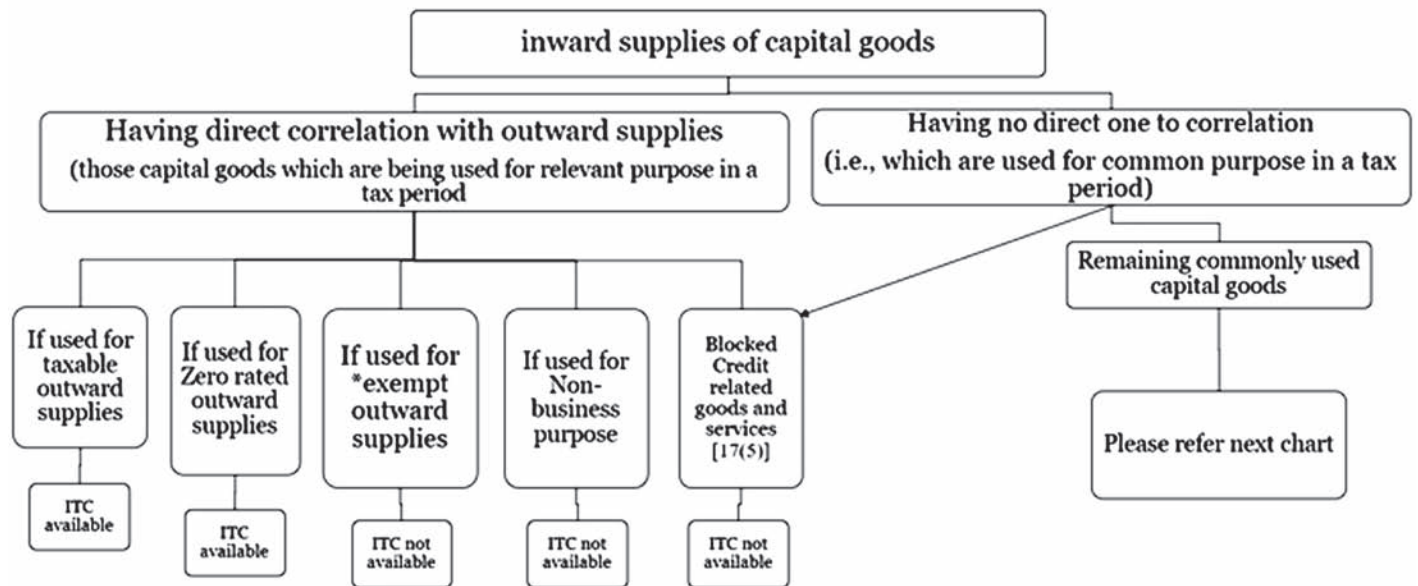 inward supplies of capital goods
Having direct correlation with outward supplies
(those capital goods which are being used for relevant purpose in a
tax period
Having no direct one to correlation
(i.e., which are used for common purpose in a tax
period)
Remaining commonly used
capital goods
If used for
taxable
outward
supplies
If used for
Zero rated
outward
supplies
If used for
*exempt
outward
supplies
If used for
Non-
business
purpose
Blocked
Credit
related
goods and
services
[17(5)]
Please refer next chart
ITC
available
ITC
available
ITC not
available
ITC not
available
ITC not
available